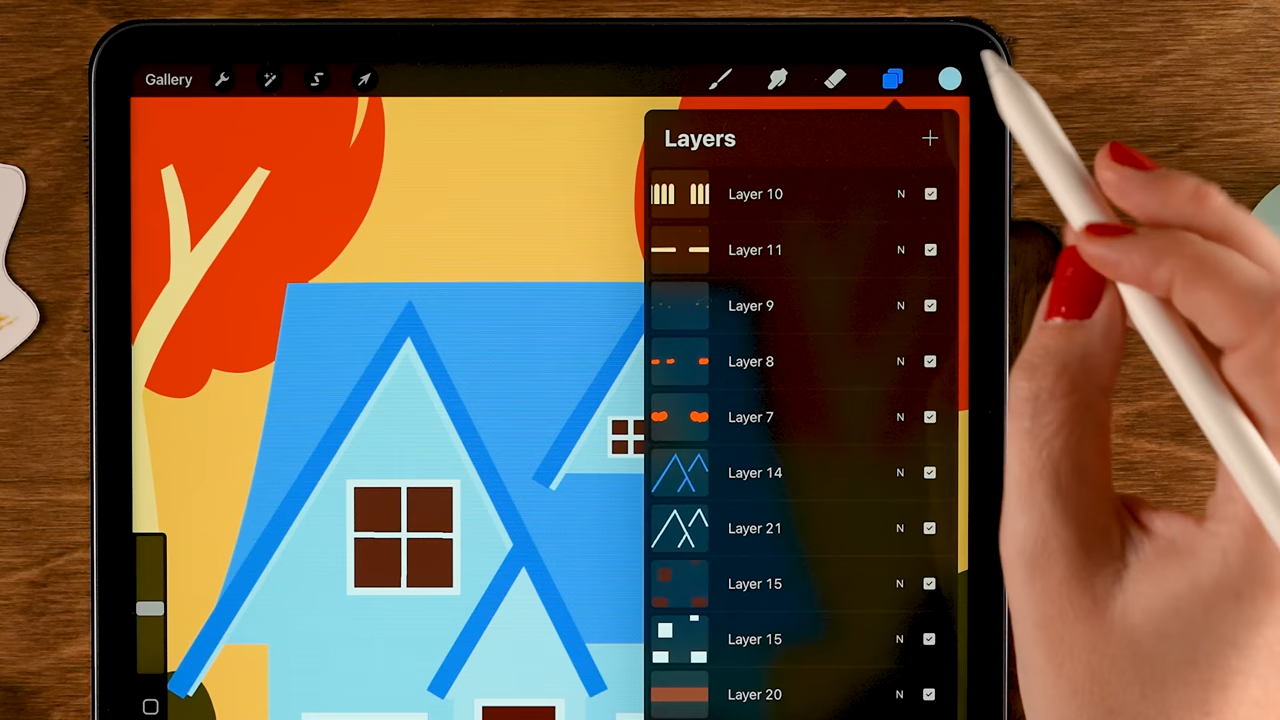 Gallery
Layers
Layer 10 N
Layer 11 N
Layer 9 N
Layer 8 N
Layer 7 N
Layer 14 N
Layer 21 N
Layer 15 N
Layer 15 N
Layer 20 N